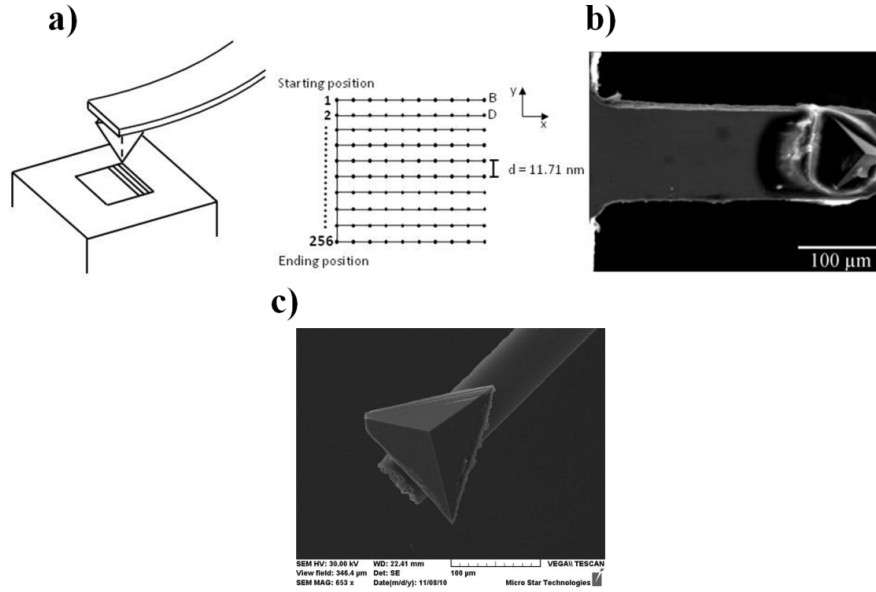 a)
Starting position
1
B
2
D
y
x
d = 11.71 nm
256
Ending position
b)
100 µm
c)
SEM HV: 30.00 kV WD: 22.41 mm VEGA\\ TESCAN
View field: 346.4 µm Det: SE 100 µm
SEM MAG: 653 x Date(m/d/y): 11/08/10 Micro Star Technologies